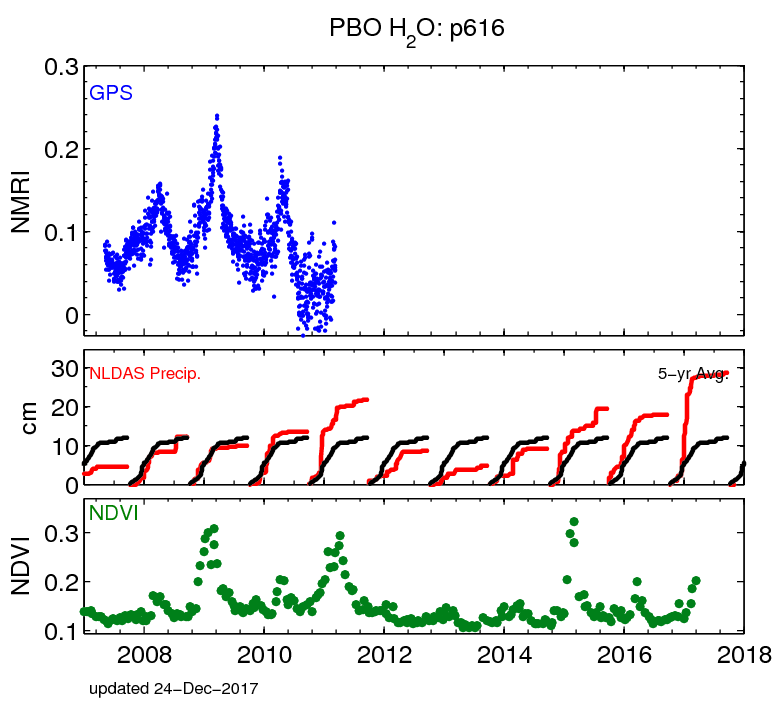 PBO H₂O: p616
0.3
GPS
0.2
NMRI
0.1
0
30
NLDAS Precip.
5−yr Avg.
20
cm
10
0
NDVI
0.3
NDVI
0.2
0.1
2008 2010 2012 2014 2016 2018
updated 24−Dec−2017